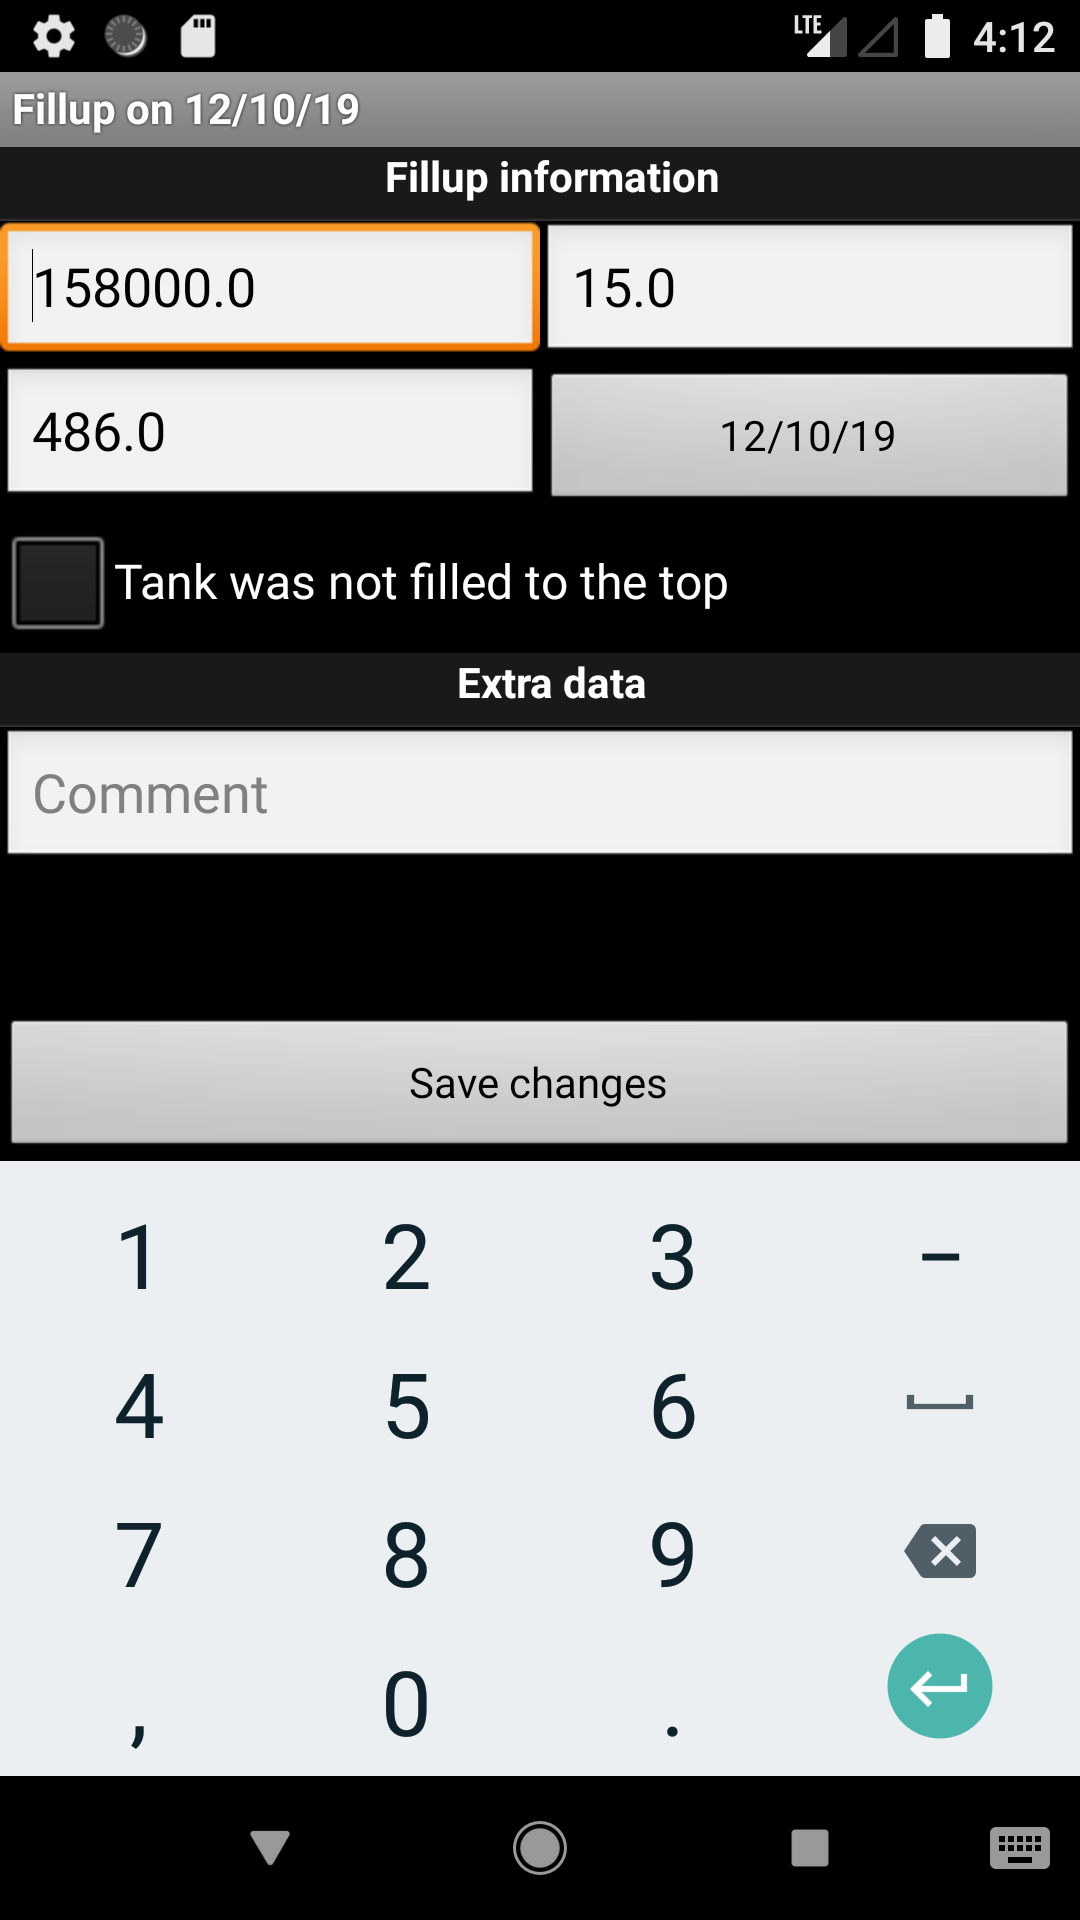 LTE 4:12
Fillup on 12/10/19
Fillup information
158000.0 15.0
486.0 12/10/19
Tank was not filled to the top
Extra data
Comment
Save changes
1 2 3 –
4 5 6
7 8 9
, 0 .